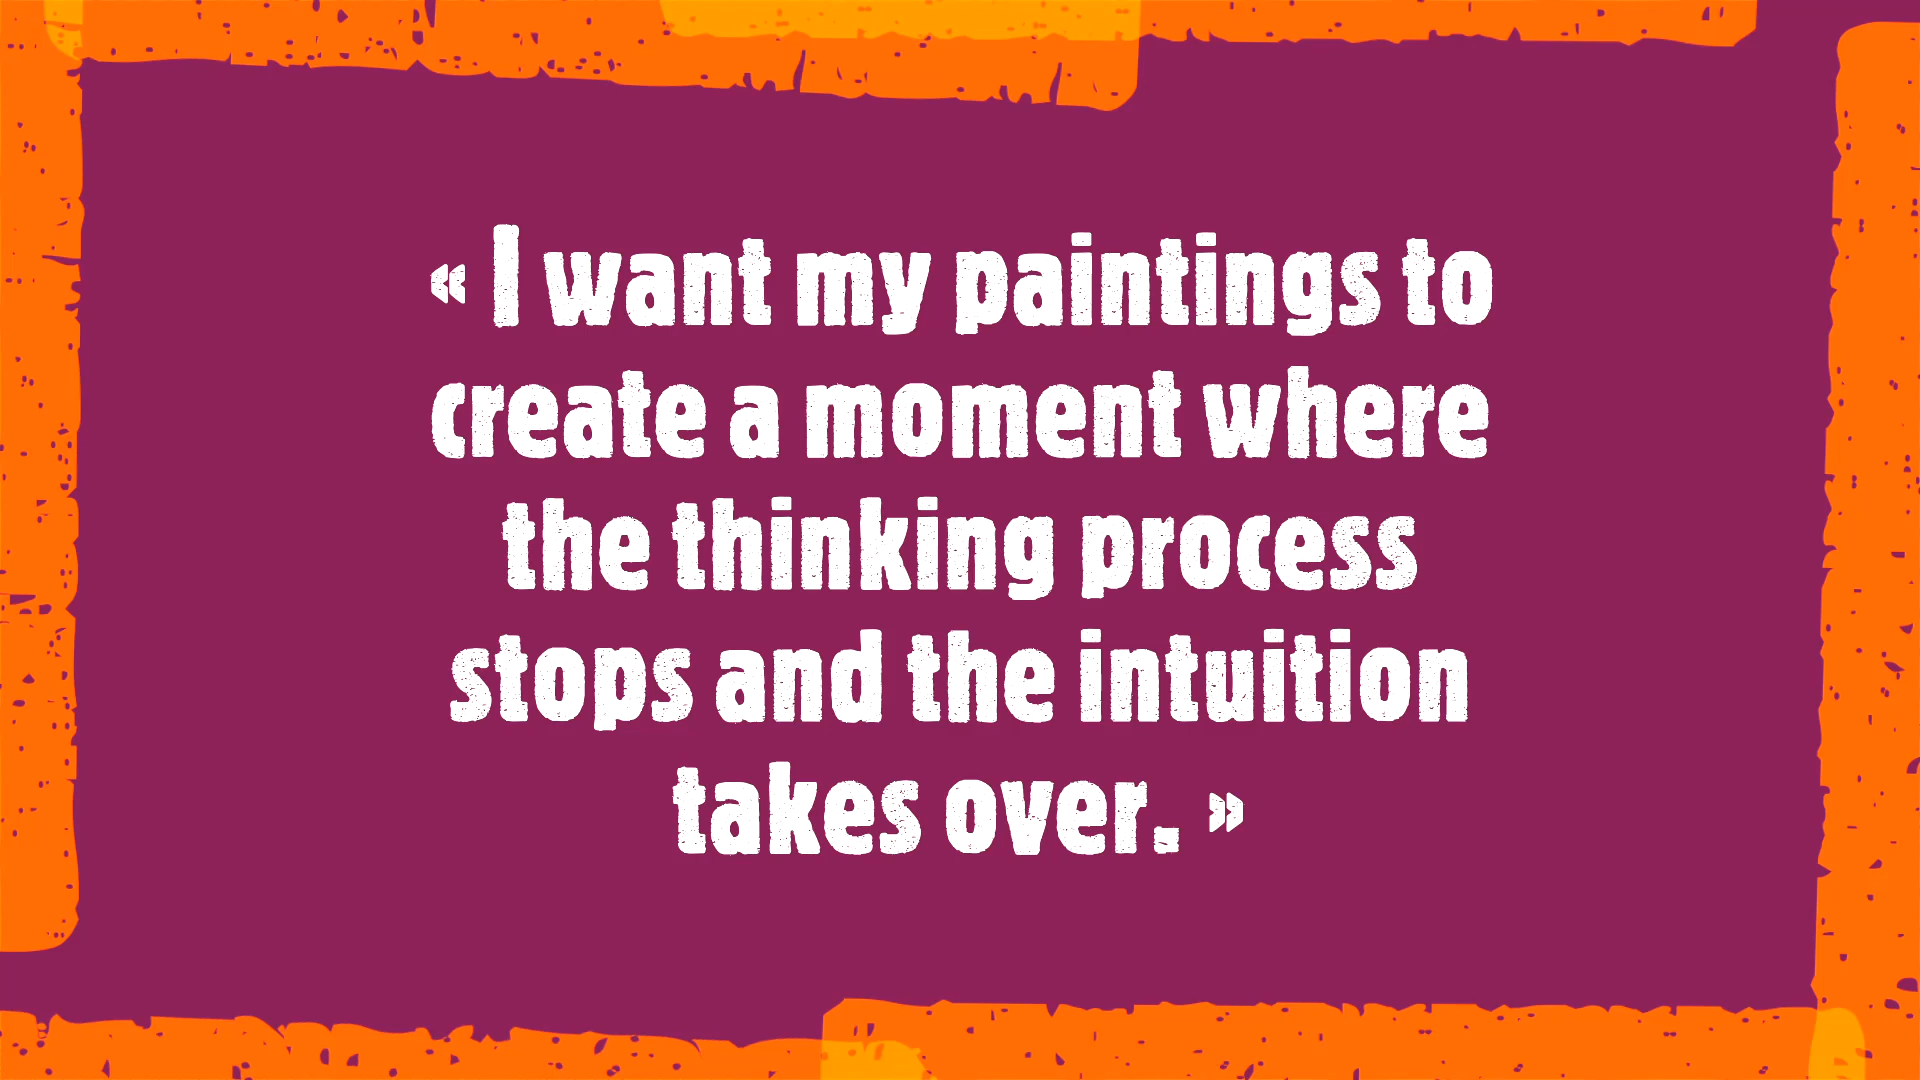 « I want my paintings to
create a moment where
the thinking process
stops and the intuition
takes over. »